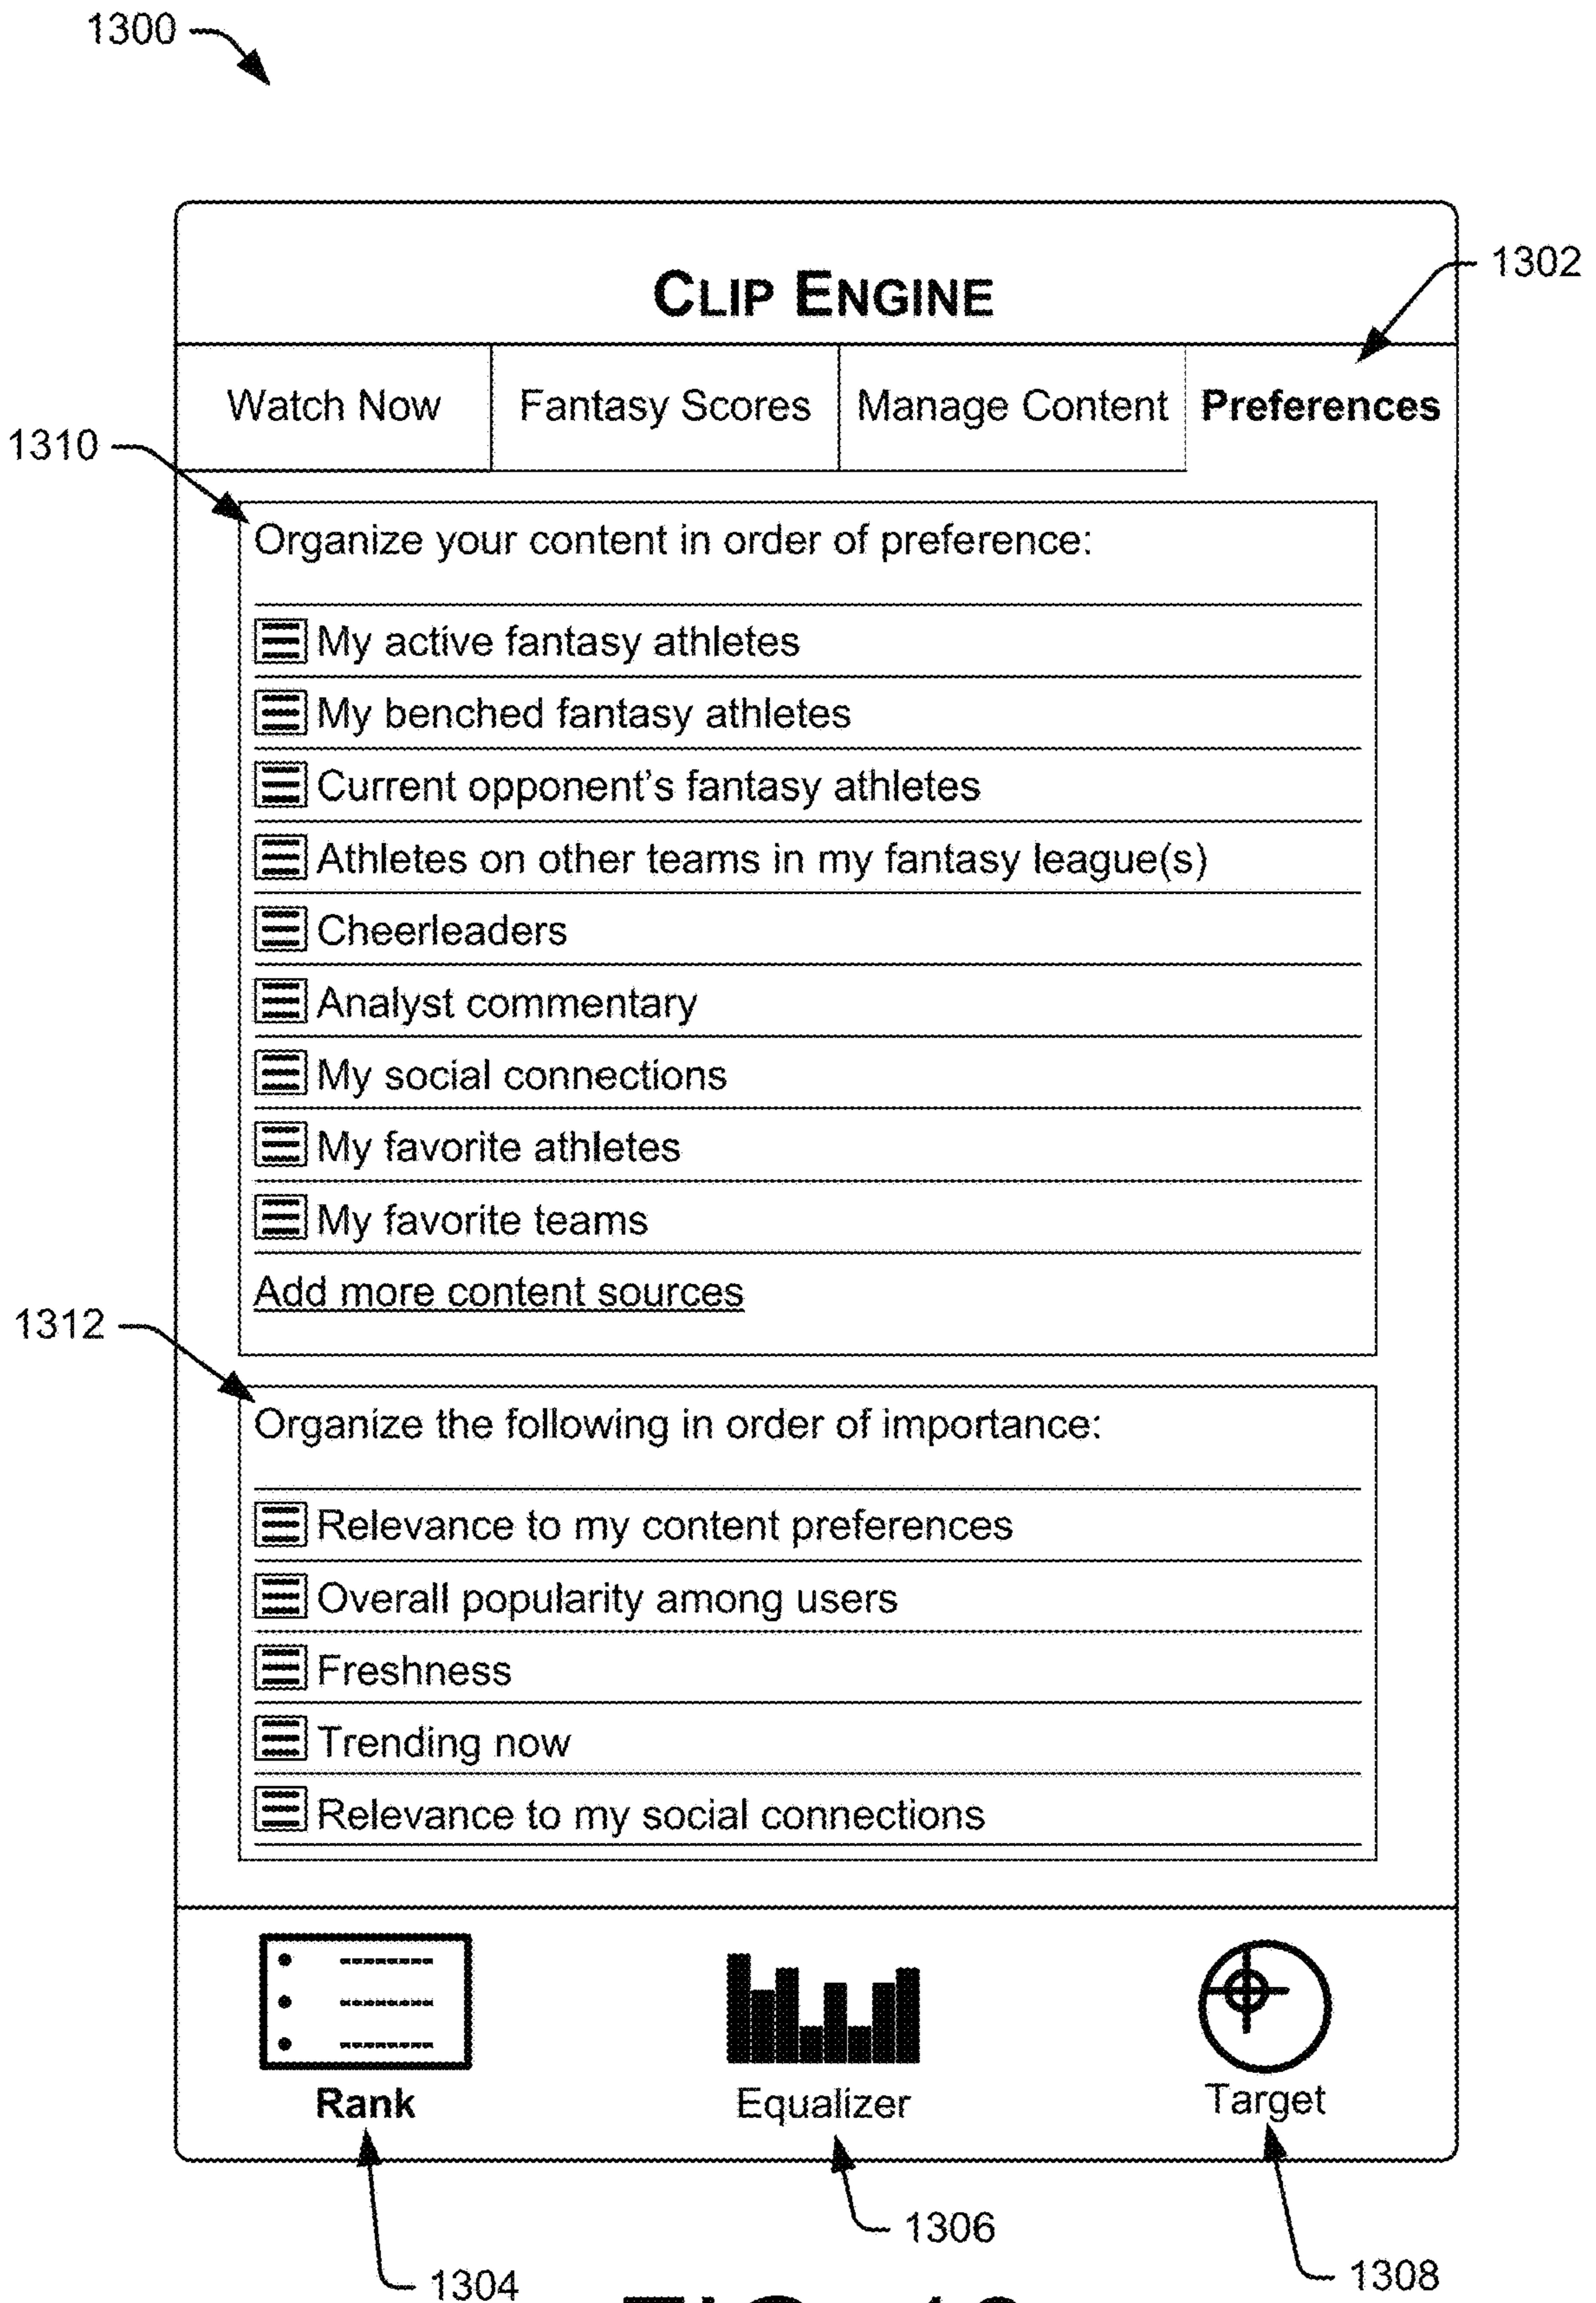 1300
CLIP ENGINE
1302
Watch Now Fantasy Scores Manage Content Preferences
1310
Organize your content in order of preference:
My active fantasy athletes
My benched fantasy athletes
Current opponent's fantasy athletes
Athletes on other teams in my fantasy league(s)
Cheerleaders
Analyst commentary
My social connections
My favorite athletes
My favorite teams
Add more content sources
1312
Organize the following in order of importance:
Relevance to my content preferences
Overall popularity among users
Freshness
Trending now
Relevance to my social connections
Rank Equalizer Target
1306
1304 1308